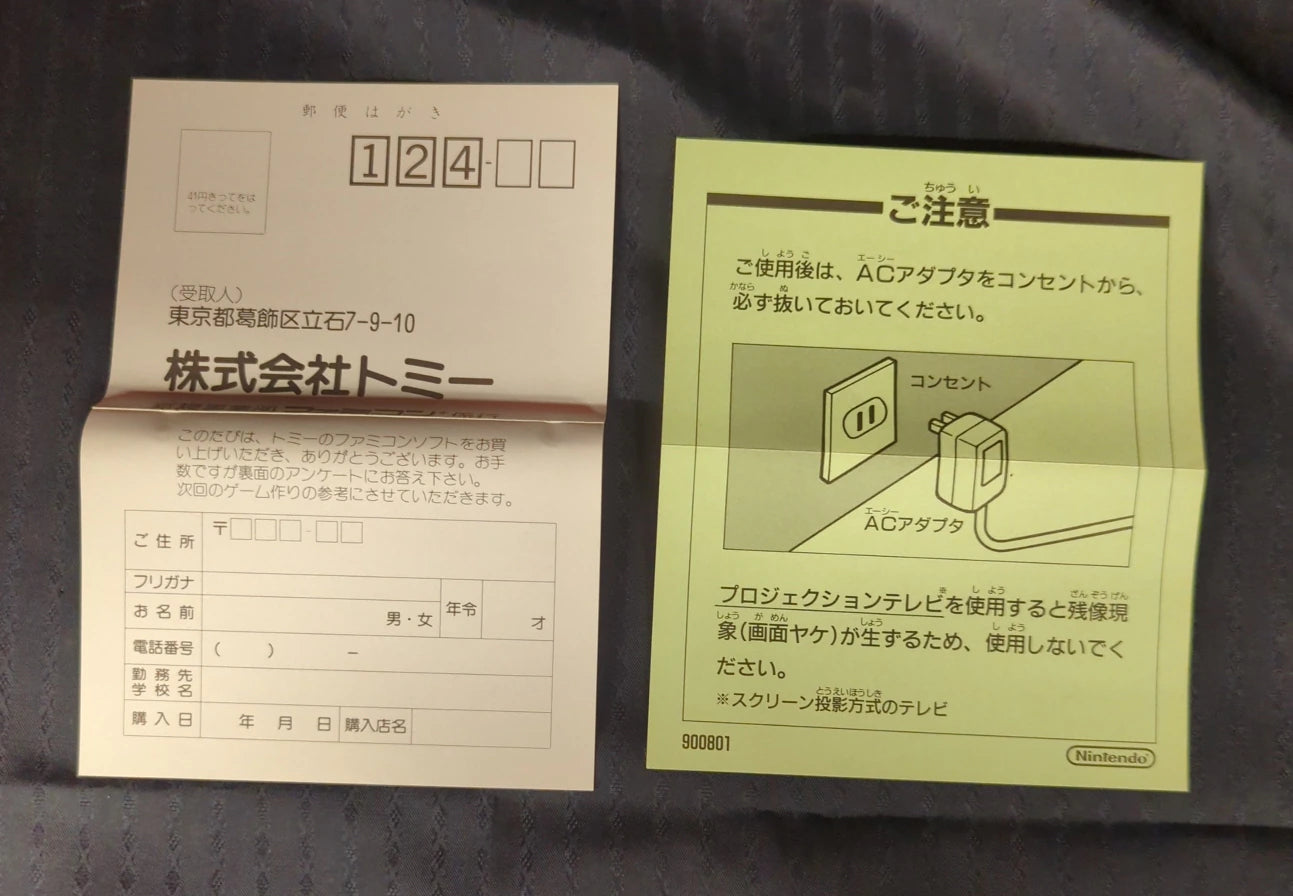 郵便はがき
124-
41円きってをは
ってください。
(受取人)
東京都葛飾区立石7-9-10
株式会社トミー
このたびは、トミーのファミコンソフトをお買
い上げいただき、ありがとうございます。お手
数ですが裏面のアンケートにお答え下さい。
次回のゲーム作りの参考にさせていただきます。
ご住所
〒 -
フリガナ
お名前
男・女
年令
才
電話番号
( ) -
勤務先
学校名
購入日
年 月 日
購入店名
ちゅう い
ご注意
し よう ご エーシー
ご使用後は、ACアダプタをコンセントから、
かなら ぬ
必ず抜いておいてください。
コンセント
エーシー
ACアダプタ
※ し よう ざん ぞう げん
プロジェクションテレビを使用すると残像現
しょう が めん しょう し よう
象(画面ヤケ)が生ずるため、使用しないでく
ださい。
とうえいほうしき
※スクリーン投影方式のテレビ
900801
Nintendo